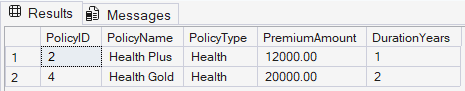 Results Messages
PolicyID PolicyName PolicyType PremiumAmount DurationYears
1 2 Health Plus Health 12000.00 1
2 4 Health Gold Health 20000.00 2